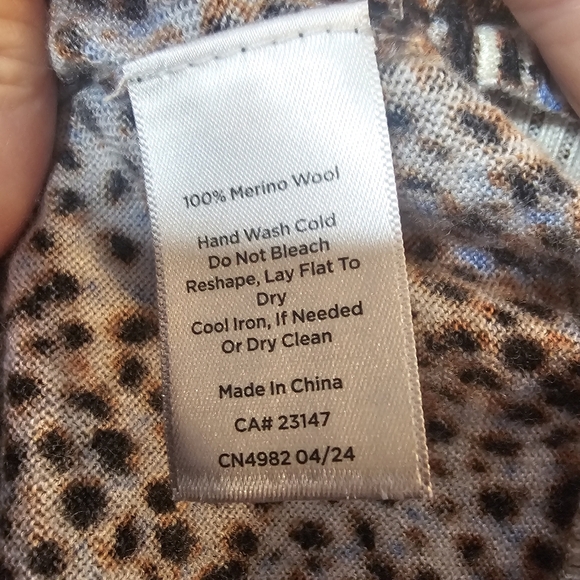 100% Merino Wool
Hand Wash Cold
Do Not Bleach
Reshape, Lay Flat To
Dry
Cool Iron, If Needed
Or Dry Clean
Made In China
CA# 23147
CN4982 04/24